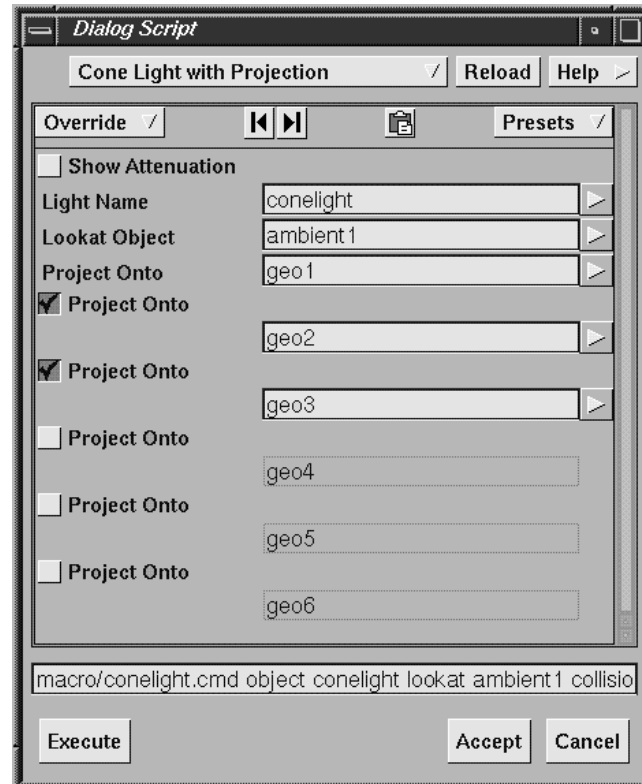 Dialog Script
Cone Light with Projection Reload Help
Override Presets
Show Attenuation
Light Name conelight
Lookat Object ambient1
Project Onto geo1
Project Onto
geo2
Project Onto
geo3
Project Onto
geo4
Project Onto
geo5
Project Onto
geo6
macro/conelight.cmd object conelight lookat ambient1 collisio
Execute Accept Cancel